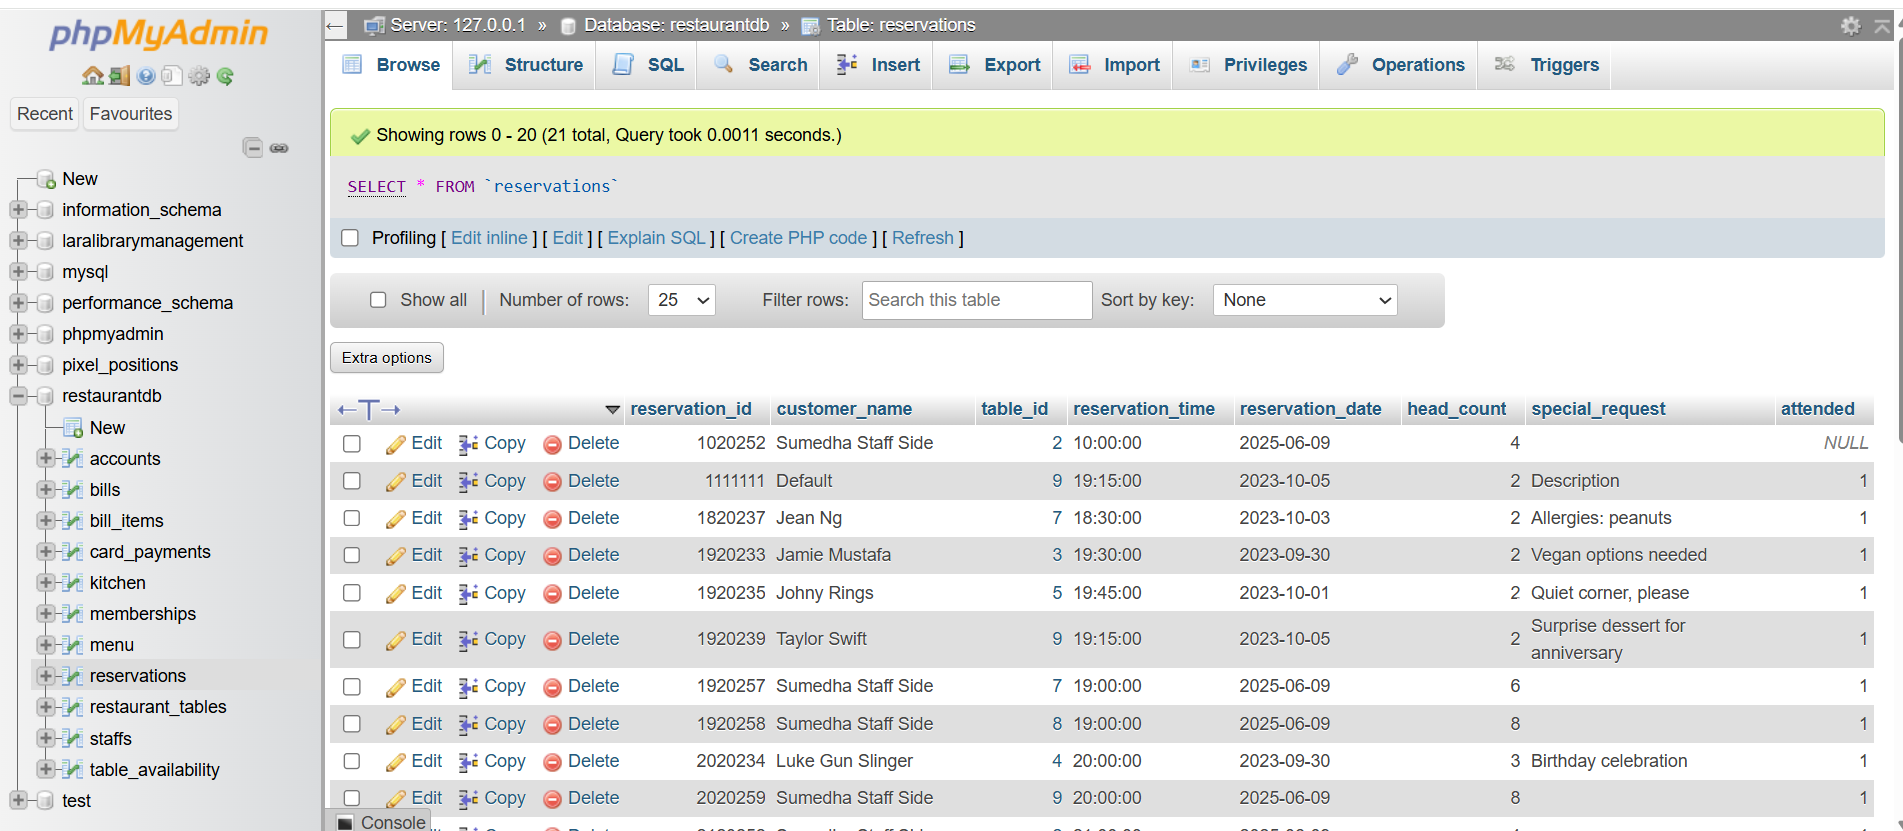 phpMyAdmin
Recent Favourites
New
information_schema
laralibrarymanagement
mysql
performance_schema
phpmyadmin
pixel_positions
restaurantdb
New
accounts
bills
bill_items
card_payments
kitchen
memberships
menu
reservations
restaurant_tables
staffs
table_availability
test
Server: 127.0.0.1 » Database: restaurantdb » Table: reservations
Browse Structure SQL Search Insert Export Import Privileges Operations Triggers
Showing rows 0 - 20 (21 total, Query took 0.0011 seconds.)
SELECT * FROM `reservations`
Profiling [ Edit inline ] [ Edit ] [ Explain SQL ] [ Create PHP code ] [ Refresh ]
Show all | Number of rows: 25 Filter rows: Search this table Sort by key: None
Extra options
←T→ reservation_id customer_name table_id reservation_time reservation_date head_count special_request attended
Edit Copy Delete 1020252 Sumedha Staff Side 2 10:00:00 2025-06-09 4 NULL
Edit Copy Delete 1111111 Default 9 19:15:00 2023-10-05 2 Description 1
Edit Copy Delete 1820237 Jean Ng 7 18:30:00 2023-10-03 2 Allergies: peanuts 1
Edit Copy Delete 1920233 Jamie Mustafa 3 19:30:00 2023-09-30 2 Vegan options needed 1
Edit Copy Delete 1920235 Johny Rings 5 19:45:00 2023-10-01 2 Quiet corner, please 1
Edit Copy Delete 1920239 Taylor Swift 9 19:15:00 2023-10-05 2 Surprise dessert for
anniversary 1
Edit Copy Delete 1920257 Sumedha Staff Side 7 19:00:00 2025-06-09 6 1
Edit Copy Delete 1920258 Sumedha Staff Side 8 19:00:00 2025-06-09 8 1
Edit Copy Delete 2020234 Luke Gun Slinger 4 20:00:00 2023-09-30 3 Birthday celebration 1
Edit Copy Delete 2020259 Sumedha Staff Side 9 20:00:00 2025-06-09 8 1
Console